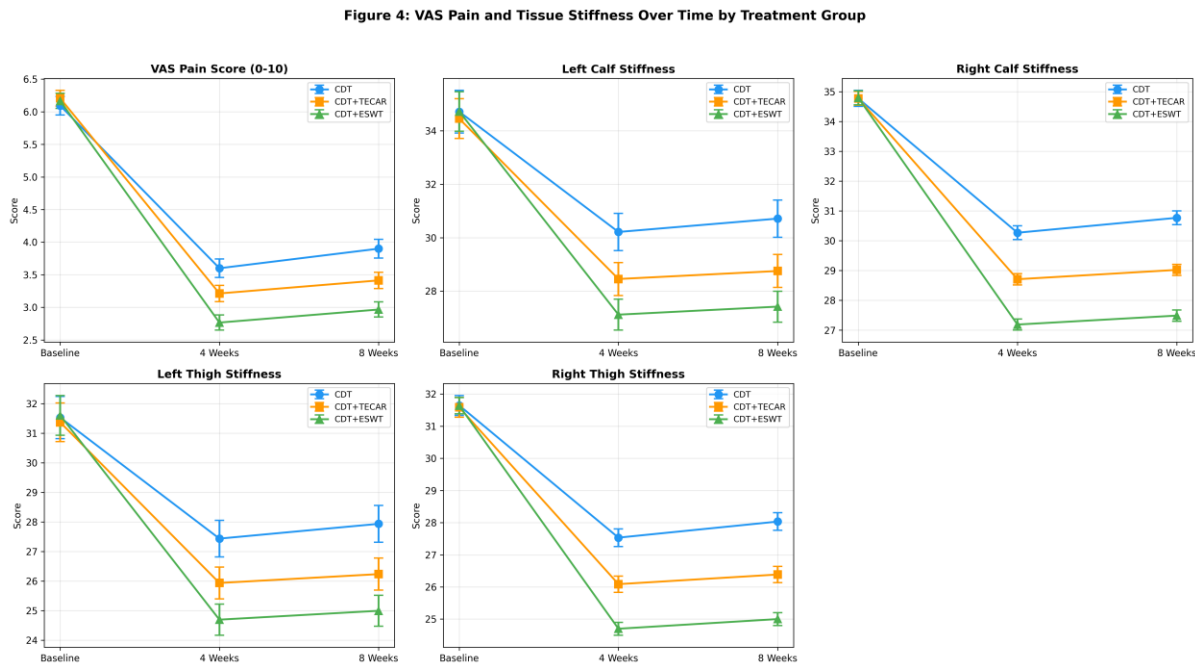 Figure 4: VAS Pain and Tissue Stiffness Over Time by Treatment Group
VAS Pain Score (0-10)
Score
6.5
6.0
5.5
5.0
4.5
4.0
3.5
3.0
2.5
Baseline
4 Weeks
8 Weeks
CDT
CDT+TECAR
CDT+ESWT
Left Calf Stiffness
Score
34
32
30
28
Baseline
4 Weeks
8 Weeks
CDT
CDT+TECAR
CDT+ESWT
Right Calf Stiffness
Score
35
34
33
32
31
30
29
28
27
Baseline
4 Weeks
8 Weeks
CDT
CDT+TECAR
CDT+ESWT
Left Thigh Stiffness
Score
32
31
30
29
28
27
26
25
24
Baseline
4 Weeks
8 Weeks
CDT
CDT+TECAR
CDT+ESWT
Right Thigh Stiffness
Score
32
31
30
29
28
27
26
25
Baseline
4 Weeks
8 Weeks
CDT
CDT+TECAR
CDT+ESWT